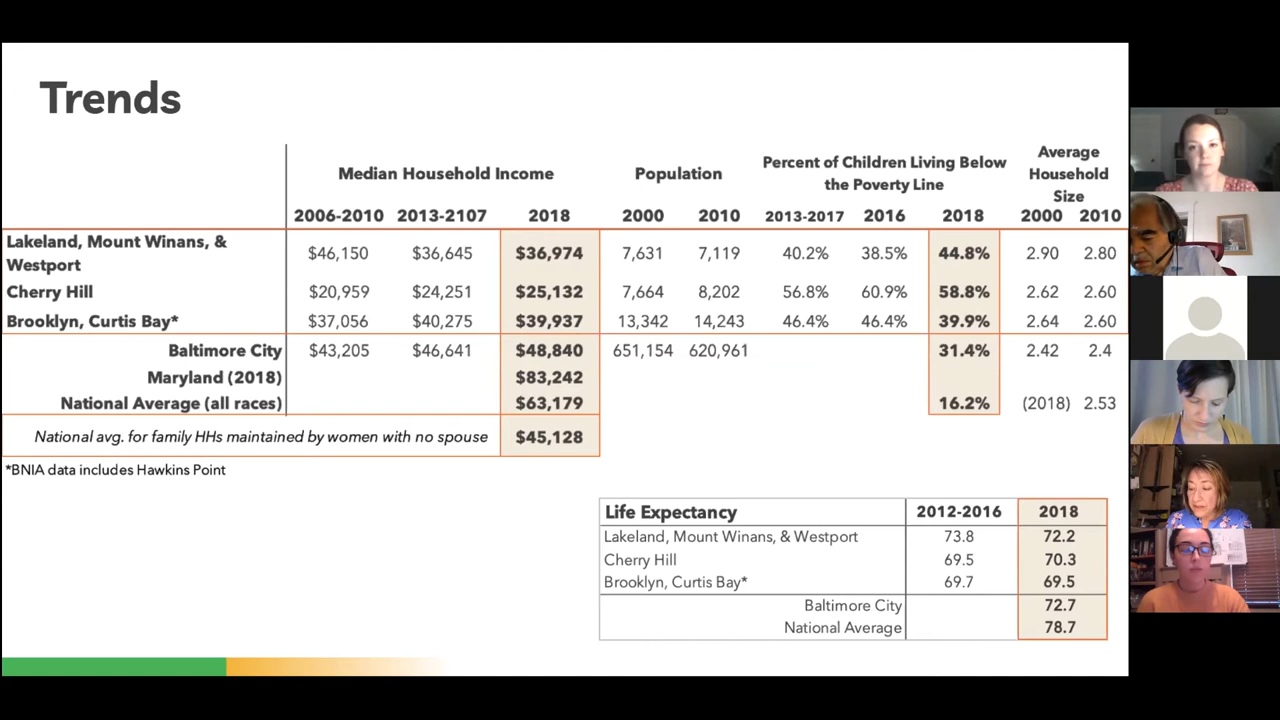 Trends
Median Household Income Population Percent of Children Living Below the Poverty Line Average Household Size
2006-2010 2013-2107 2018 2000 2010 2013-2017 2016 2018 2000 2010
Lakeland, Mount Winans, & Westport $46,150 $36,645 $36,974 7,631 7,119 40.2% 38.5% 44.8% 2.90 2.80
Cherry Hill $20,959 $24,251 $25,132 7,664 8,202 56.8% 60.9% 58.8% 2.62 2.60
Brooklyn, Curtis Bay* $37,056 $40,275 $39,937 13,342 14,243 46.4% 46.4% 39.9% 2.64 2.60
Baltimore City $43,205 $46,641 $48,840 651,154 620,961 31.4% 2.42 2.4
Maryland (2018) $83,242
National Average (all races) $63,179 16.2% (2018) 2.53
National avg. for family HHs maintained by women with no spouse $45,128
*BNIA data includes Hawkins Point
Life Expectancy 2012-2016 2018
Lakeland, Mount Winans, & Westport 73.8 72.2
Cherry Hill 69.5 70.3
Brooklyn, Curtis Bay* 69.7 69.5
Baltimore City 72.7
National Average 78.7